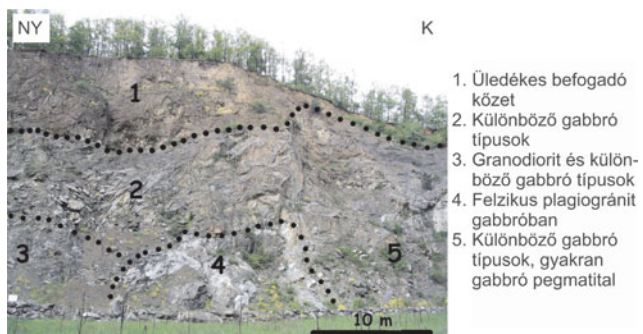 NY
K
1
2
3
4
5
10 m
1. Üledékes befogadó
kőzet
2. Különböző gabbró
típusok
3. Granodiorit és külön-
böző gabbró típusok
4. Felzikus plagiogránit
gabbróban
5. Különböző gabbró
típusok, gyakran
gabbró pegmatital